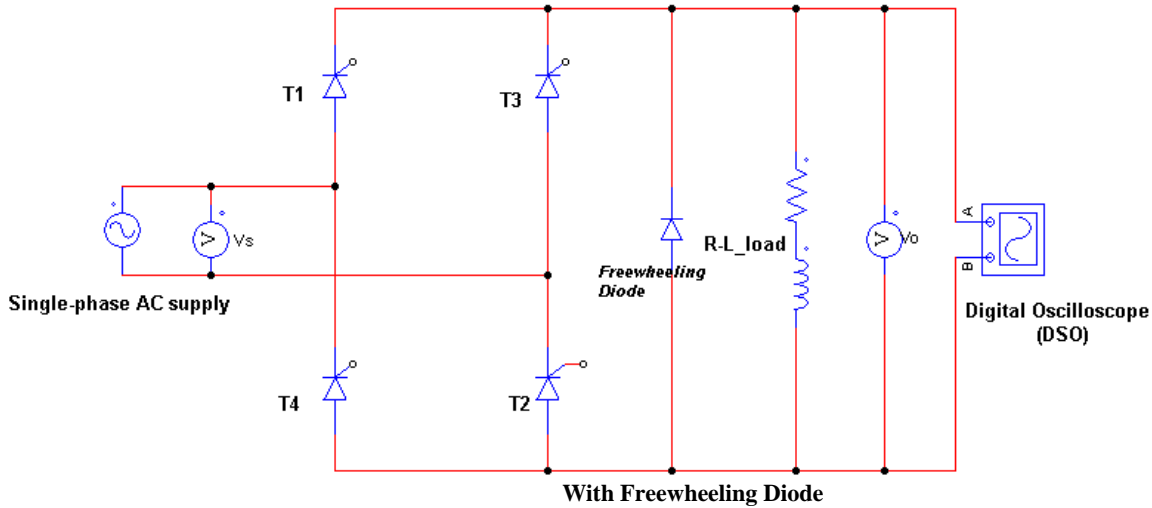 T1
T3
V
Vs
Single-phase AC supply
Freewheeling
Diode
R-L_load
V
Vo
A
B
Digital Oscilloscope
(DSO)
T4
T2
With Freewheeling Diode